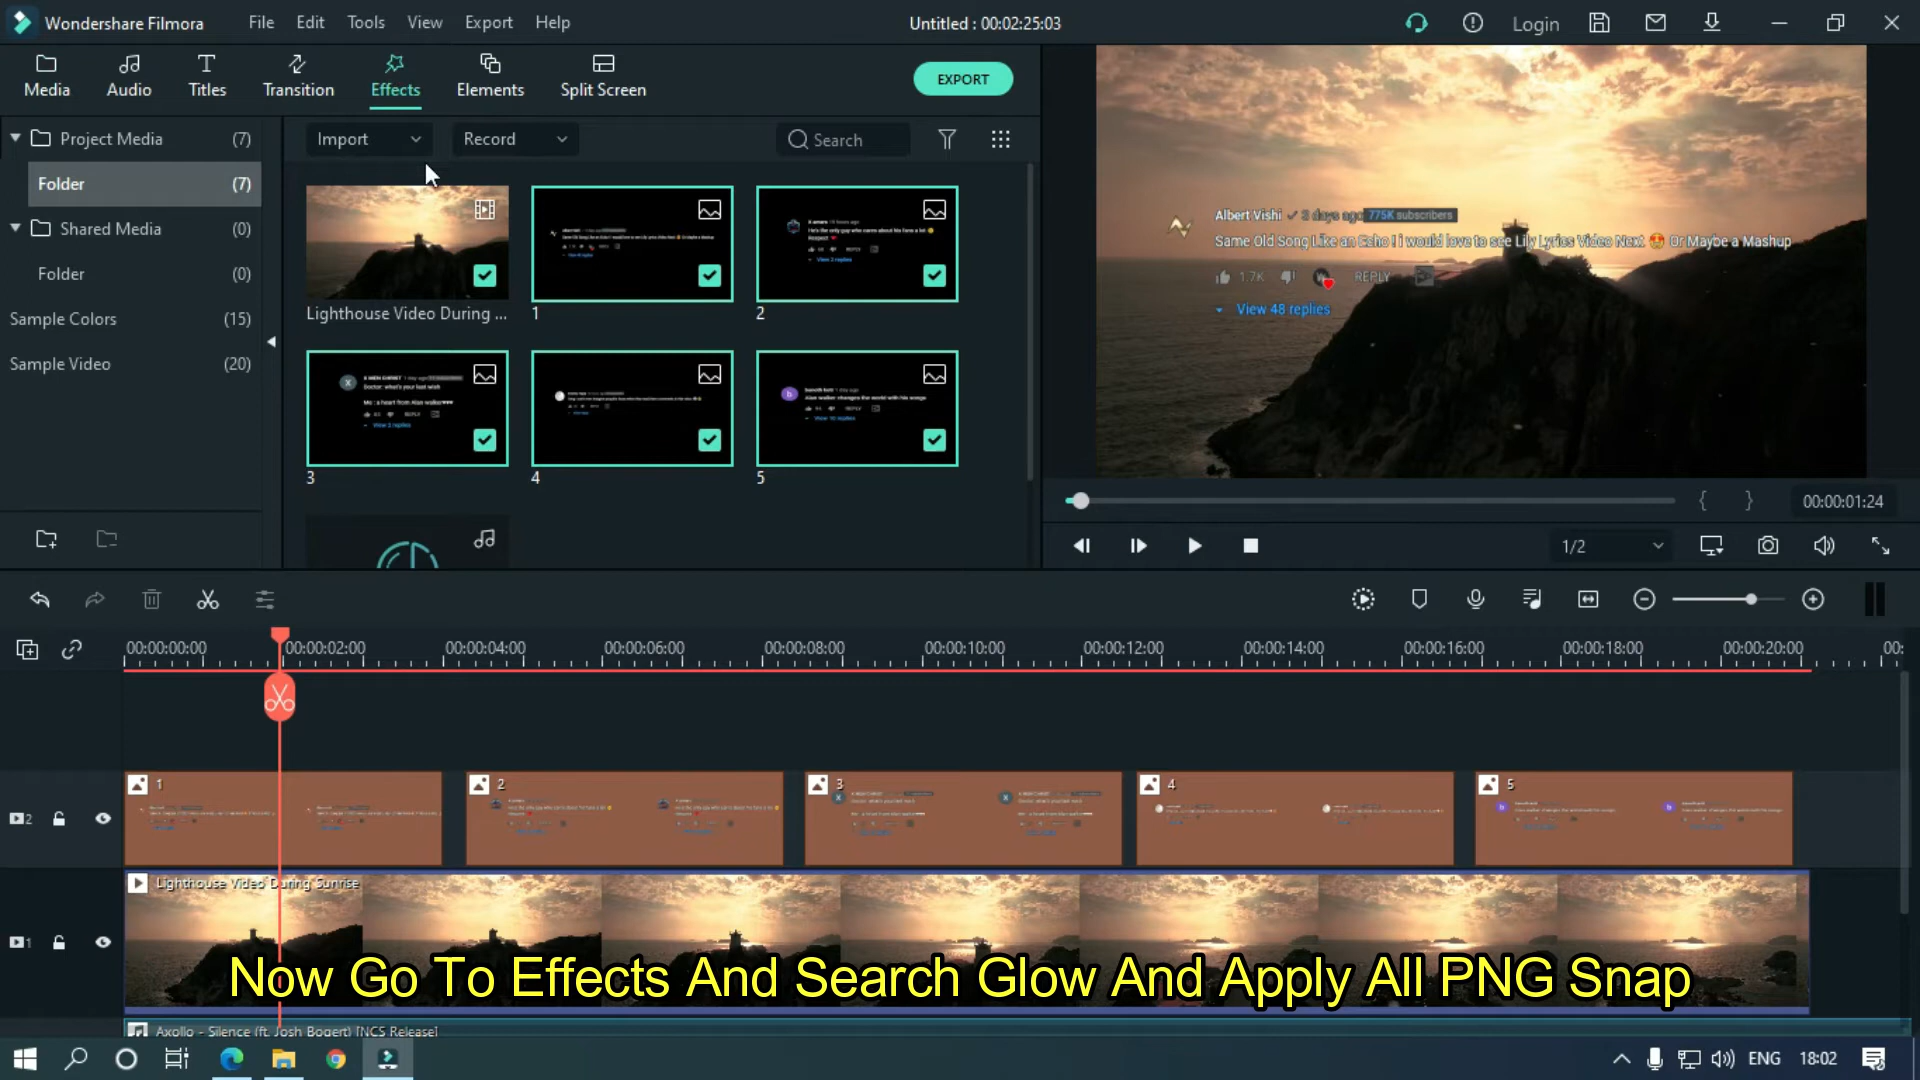 Wondershare Filmora
File Edit Tools View Export Help
Untitled : 00:02:25:03
Login
Media Audio Titles Transition Effects Elements Split Screen
EXPORT
Project Media (7)
Folder (7)
Shared Media (0)
Folder (0)
Sample Colors (15)
Sample Video (20)
Import Record Search
Lighthouse Video During ... 1 2
3 4 5
Albert Vishi ✓ 3 days ago 775K subscribers
Same Old Song Like an Echo ! i would love to see Lily Lyrics Video Next 🤩 Or Maybe a Mashup
1.7K REPLY
View 48 replies
{ } 00:00:01:24
1/2
00:00:00:00 00:00:02:00 00:00:04:00 00:00:06:00 00:00:08:00 00:00:10:00 00:00:12:00 00:00:14:00 00:00:16:00 00:00:18:00 00:00:20:00 00:
1 2 3 4 5
2
Lighthouse Video During Sunrise
1
Now Go To Effects And Search Glow And Apply All PNG Snap
Axollo - Silence (ft. Josh Bogert) [NCS Release]
ENG 18:02